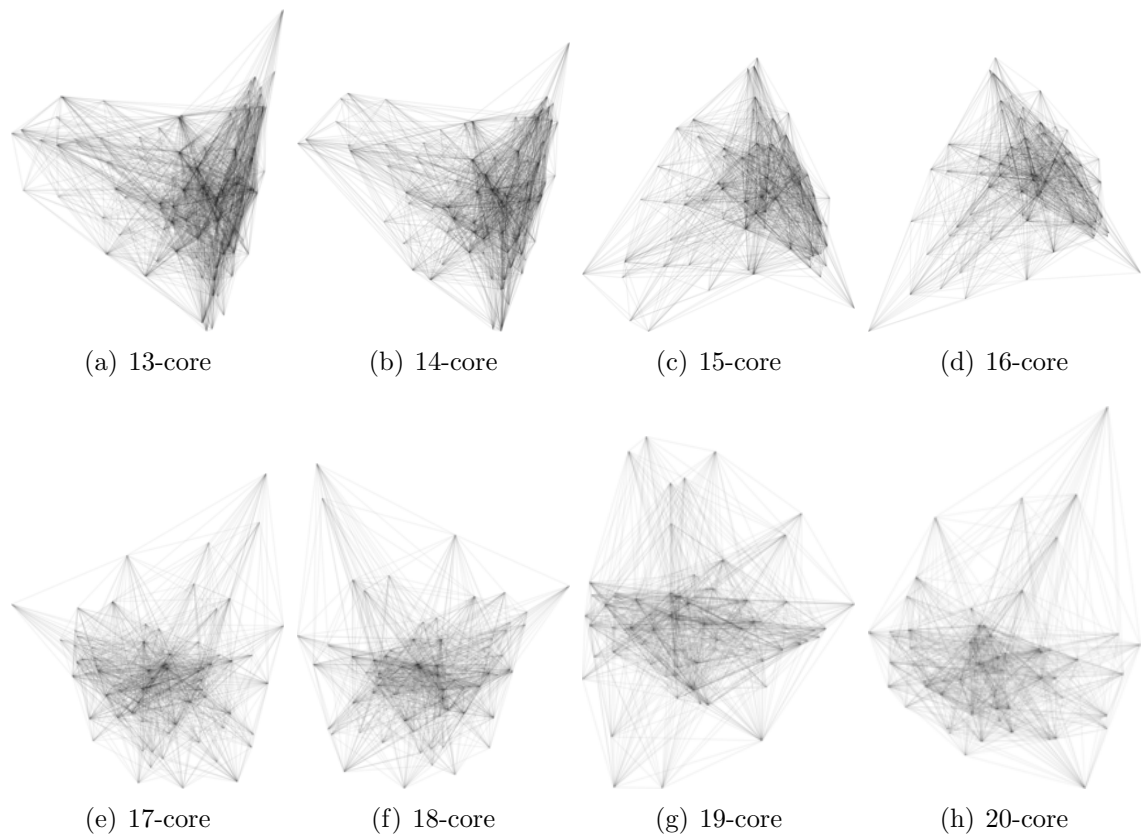 (a) 13-core (b) 14-core (c) 15-core (d) 16-core
(e) 17-core (f) 18-core (g) 19-core (h) 20-core